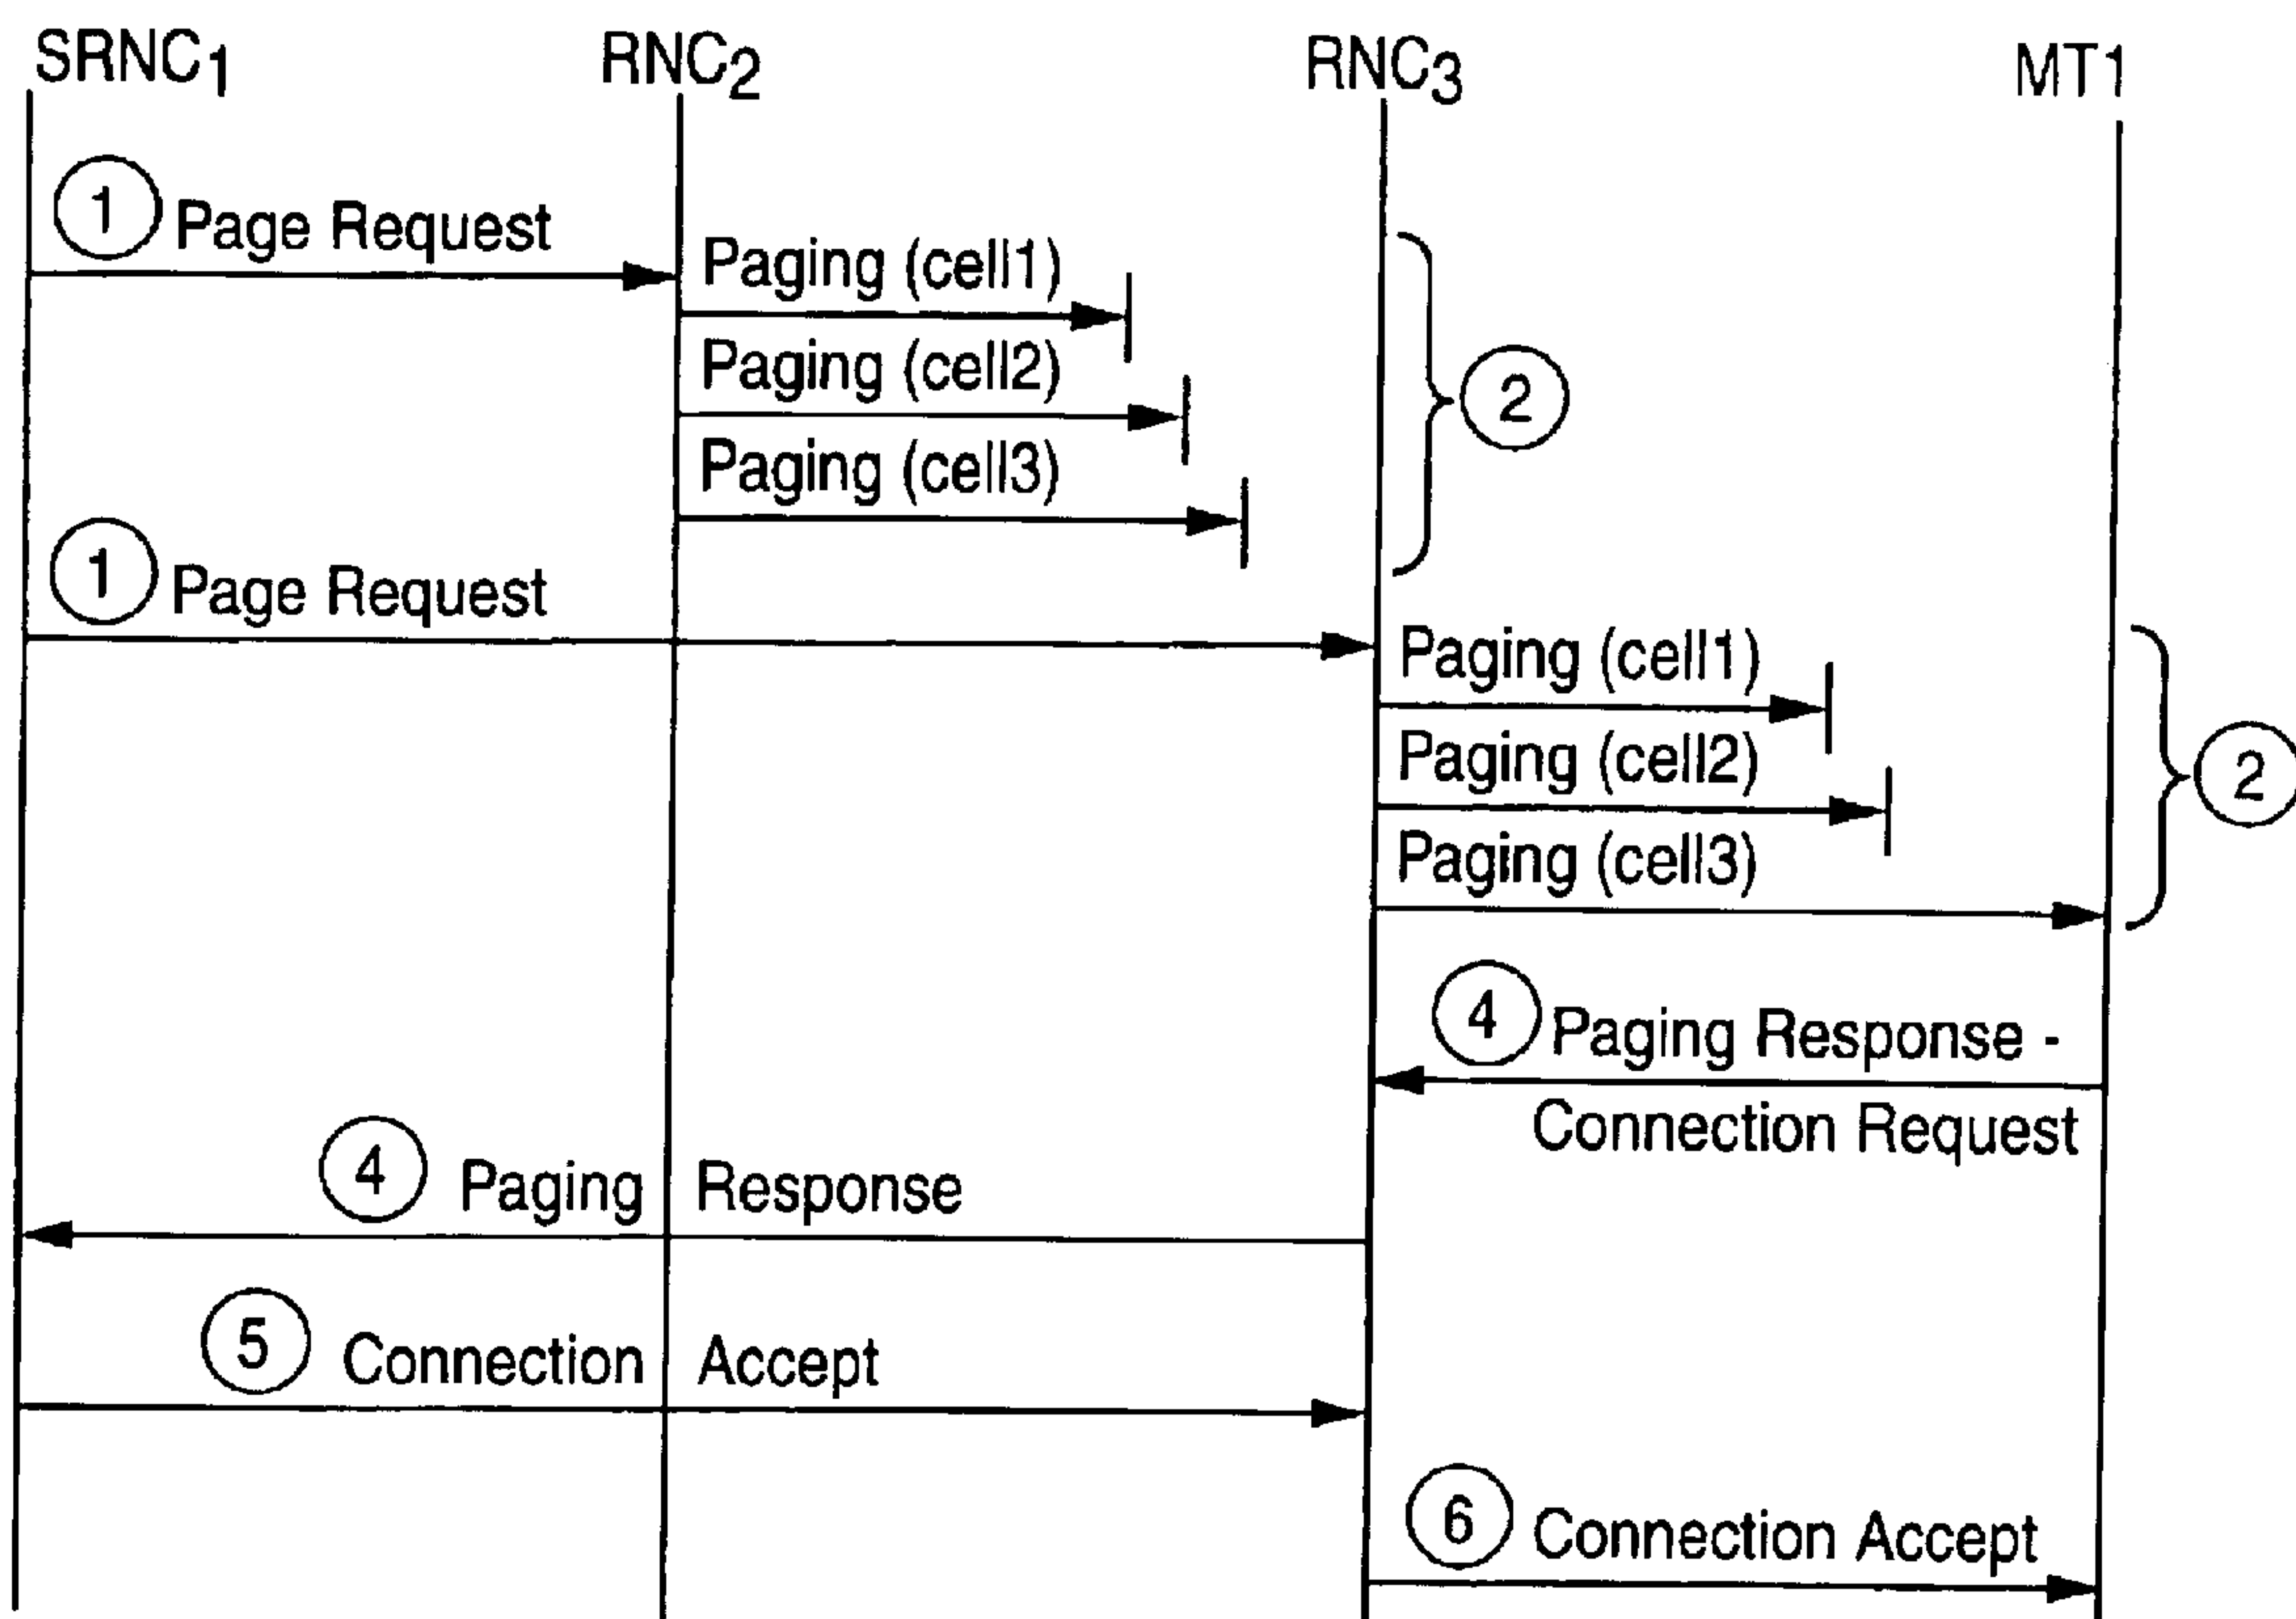 SRNC1 RNC2 RNC3 MT1
1 Page Request
Paging (cell1)
Paging (cell2)
2
Paging (cell3)
1 Page Request
Paging (cell1)
Paging (cell2)
2
Paging (cell3)
4 Paging Response -
Connection Request
4 Paging Response
5 Connection Accept
6 Connection Accept